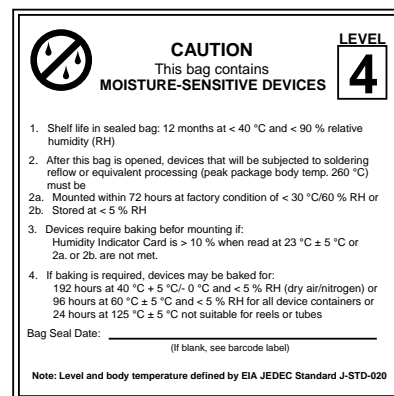 LEVEL
CAUTION
This bag contains
MOISTURE-SENSITIVE DEVICES
4
1. Shelf life in sealed bag: 12 months at < 40 °C and < 90 % relative
humidity (RH)
2. After this bag is opened, devices that will be subjected to soldering
reflow or equivalent processing (peak package body temp. 260 °C)
must be
2a. Mounted within 72 hours at factory condition of < 30 °C/60 % RH or
2b. Stored at < 5 % RH
3. Devices require baking befor mounting if:
Humidity Indicator Card is > 10 % when read at 23 °C ± 5 °C or
2a. or 2b. are not met.
4. If baking is required, devices may be baked for:
192 hours at 40 °C + 5 °C/- 0 °C and < 5 % RH (dry air/nitrogen) or
96 hours at 60 °C ± 5 °C and < 5 % RH for all device containers or
24 hours at 125 °C ± 5 °C not suitable for reels or tubes
Bag Seal Date:
(If blank, see barcode label)
Note: Level and body temperature defined by EIA JEDEC Standard J-STD-020